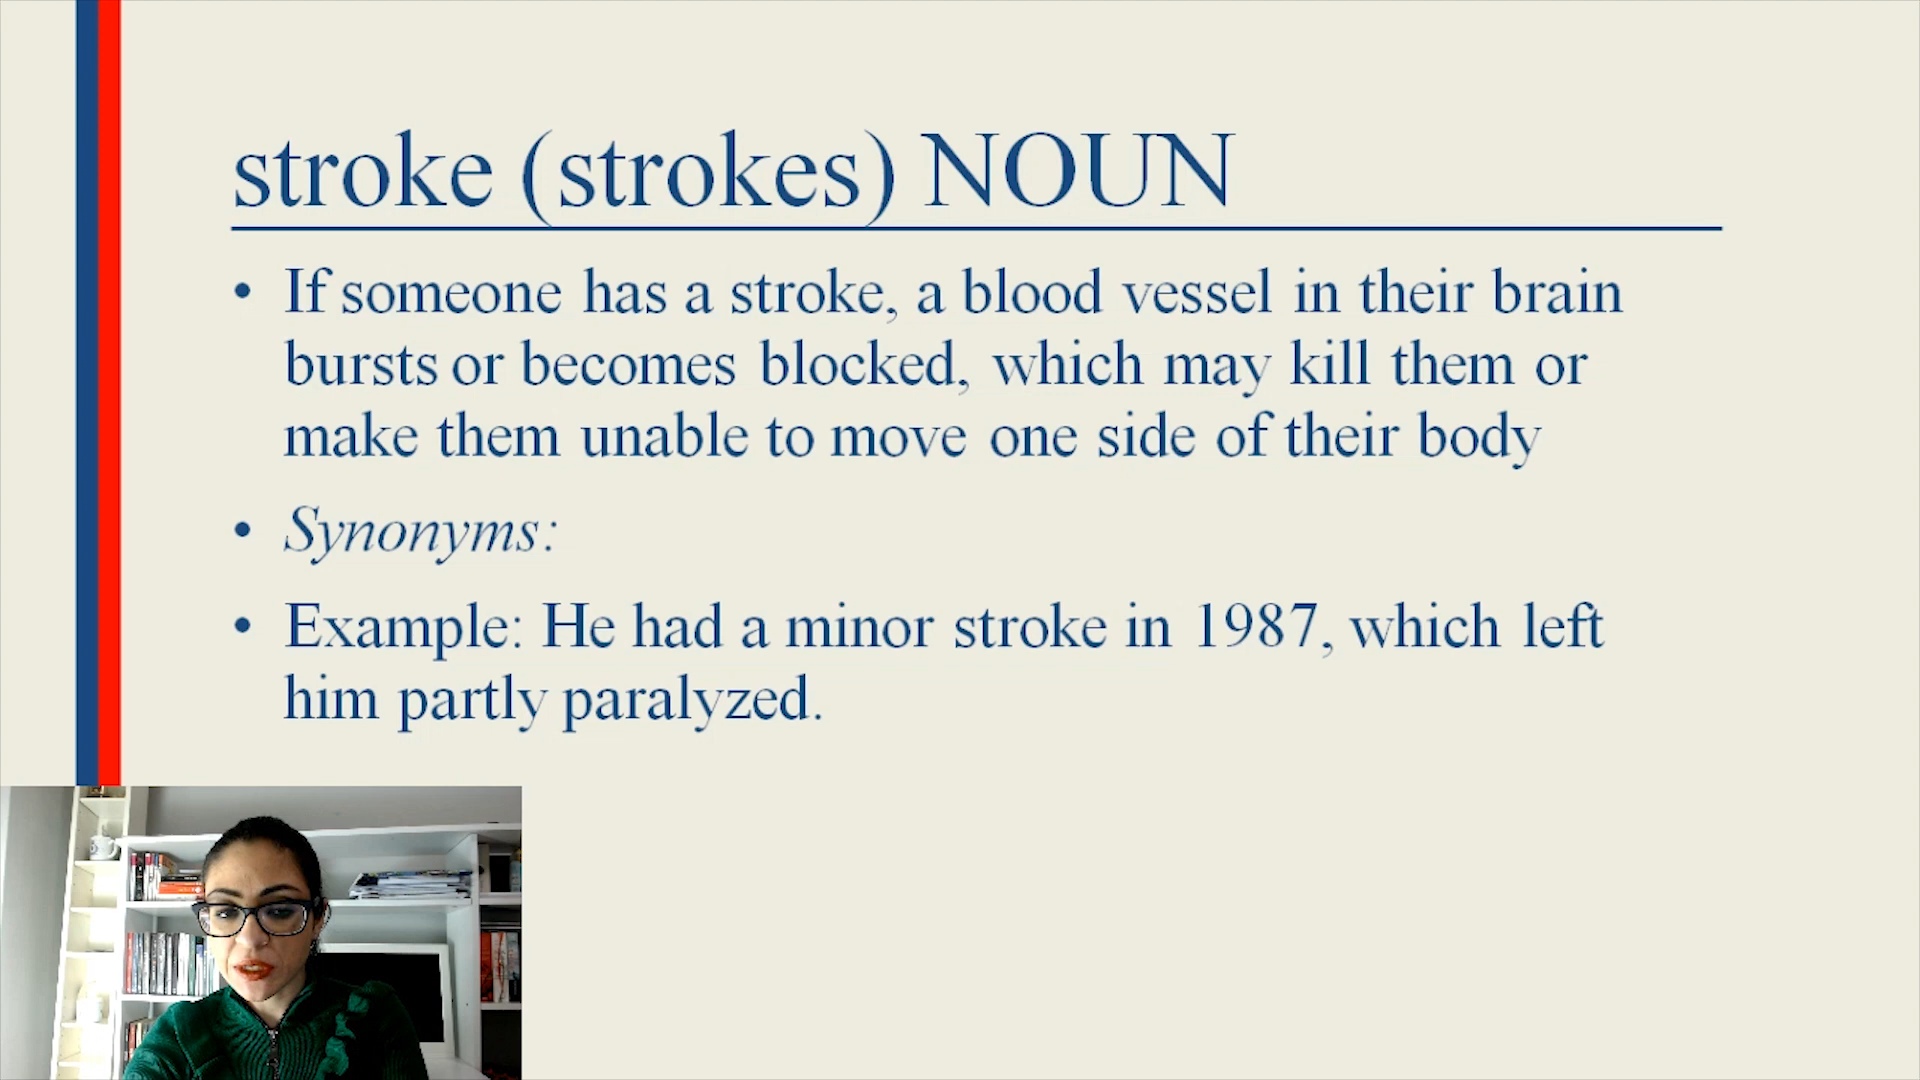 stroke (strokes) NOUN
• If someone has a stroke, a blood vessel in their brain
bursts or becomes blocked, which may kill them or
make them unable to move one side of their body
• Synonyms:
• Example: He had a minor stroke in 1987, which left
him partly paralyzed.